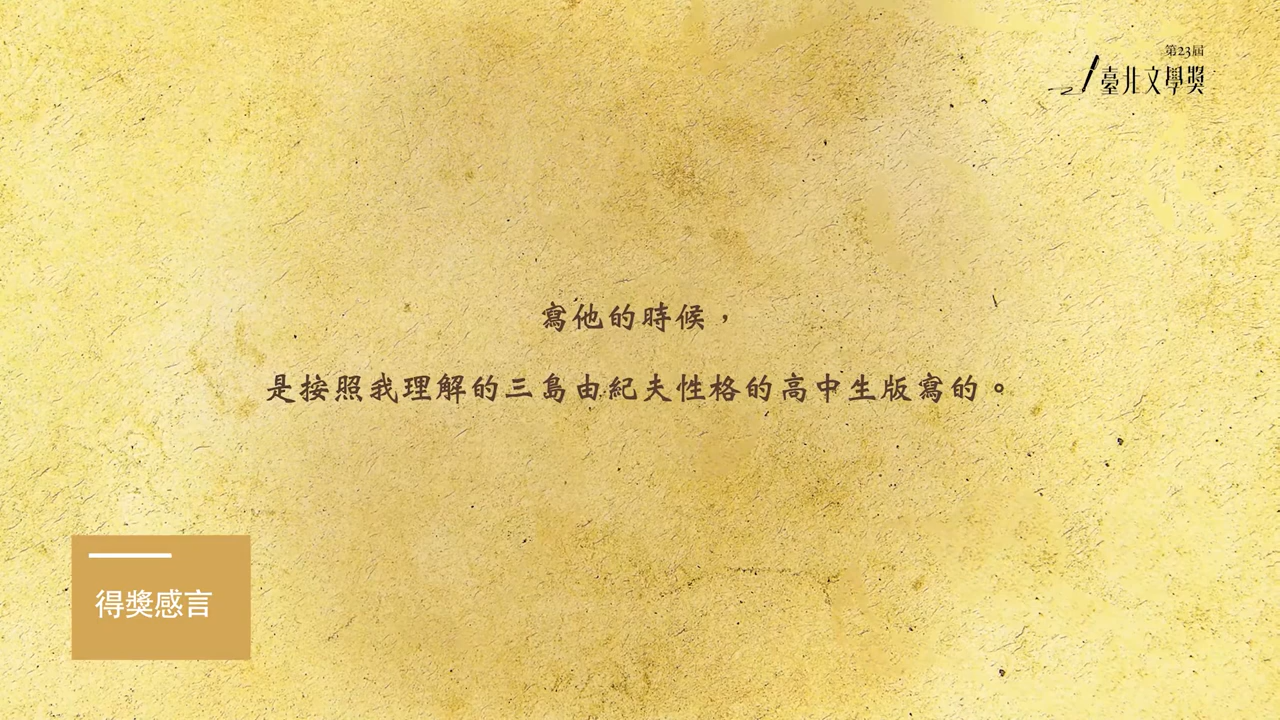 第23屆
臺北文學獎
寫他的時候，
是按照我理解的三島由紀夫性格的高中生版寫的。
得獎感言